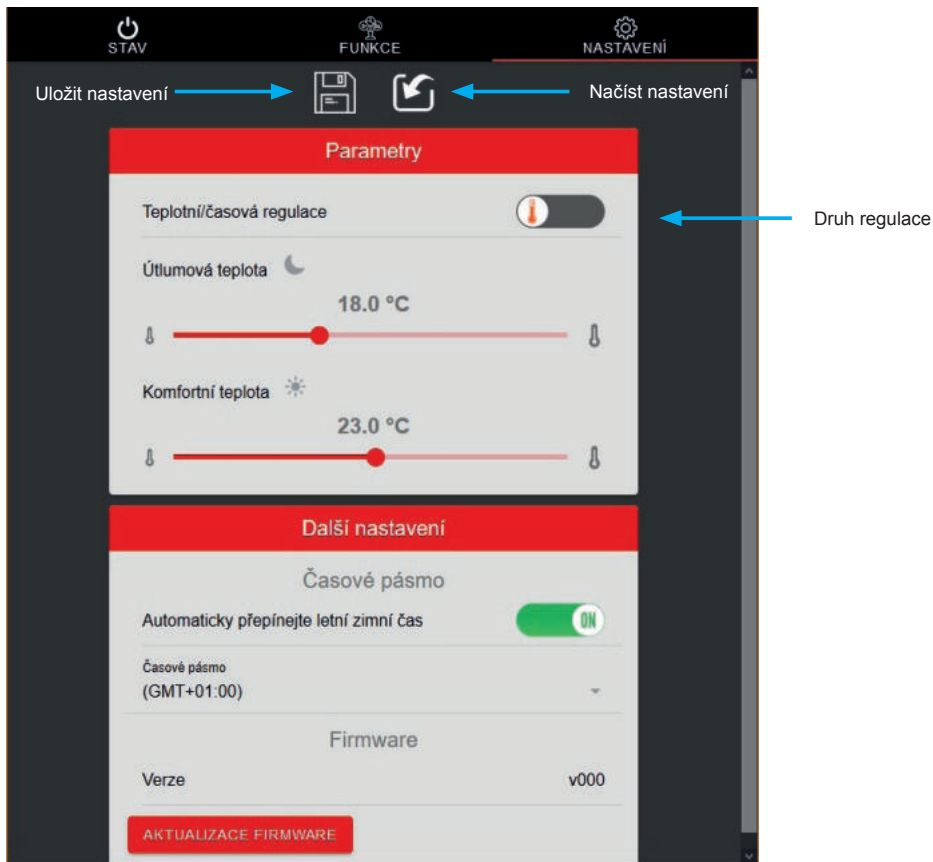 STAV
FUNKCE
NASTAVENÍ
Uložit nastavení
Načíst nastavení
Parametry
Teplotní/časová regulace
Druh regulace
Útlumová teplota
18.0 °C
Komfortní teplota
23.0 °C
Další nastavení
Časové pásmo
Automaticky přepínejte letní zimní čas
ON
Časové pásmo
(GMT+01:00)
Firmware
Verze v000
AKTUALIZACE FIRMWARE